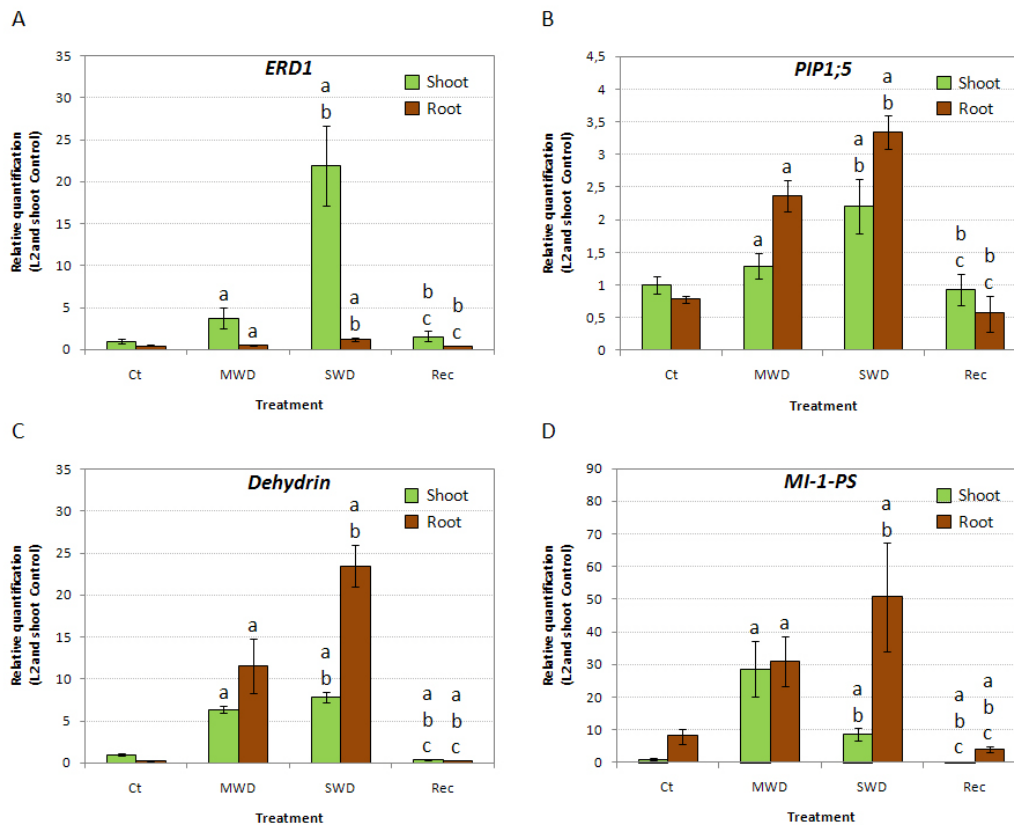 A
ERD1
Shoot
Root
Relative quantification
(L2 and shoot Control)
35
30
25
20
15
10
5
0
a
a
a
b
a
b
b
c
b
c
Ct MWD SWD Rec
Treatment
B
PIP1;5
Shoot
Root
Relative quantification
(L2 and shoot Control)
4,5
4
3,5
3
2,5
2
1,5
1
0,5
0
a
a
a
b
a
b
b
c
b
c
Ct MWD SWD Rec
Treatment
C
Dehydrin
Shoot
Root
Relative quantification
(L2 and shoot Control)
35
30
25
20
15
10
5
0
a
a
a
b
a
b
a
b
c
a
b
c
Ct MWD SWD Rec
Treatment
D
MI-1-PS
Shoot
Root
Relative quantification
(L2 and shoot Control)
90
80
70
60
50
40
30
20
10
0
a
a
a
b
a
b
a
b
c
a
b
c
Ct MWD SWD Rec
Treatment